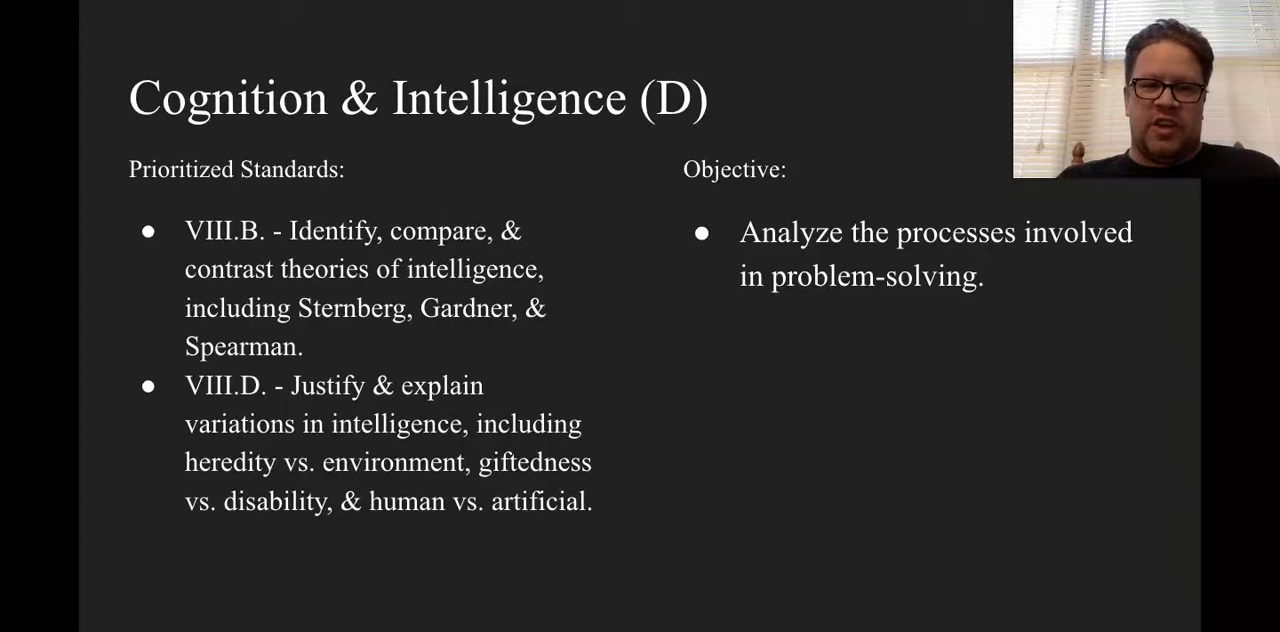 Cognition & Intelligence (D)
Prioritized Standards:
● VIII.B. - Identify, compare, &
contrast theories of intelligence,
including Sternberg, Gardner, &
Spearman.
● VIII.D. - Justify & explain
variations in intelligence, including
heredity vs. environment, giftedness
vs. disability, & human vs. artificial.
Objective:
● Analyze the processes involved
in problem-solving.